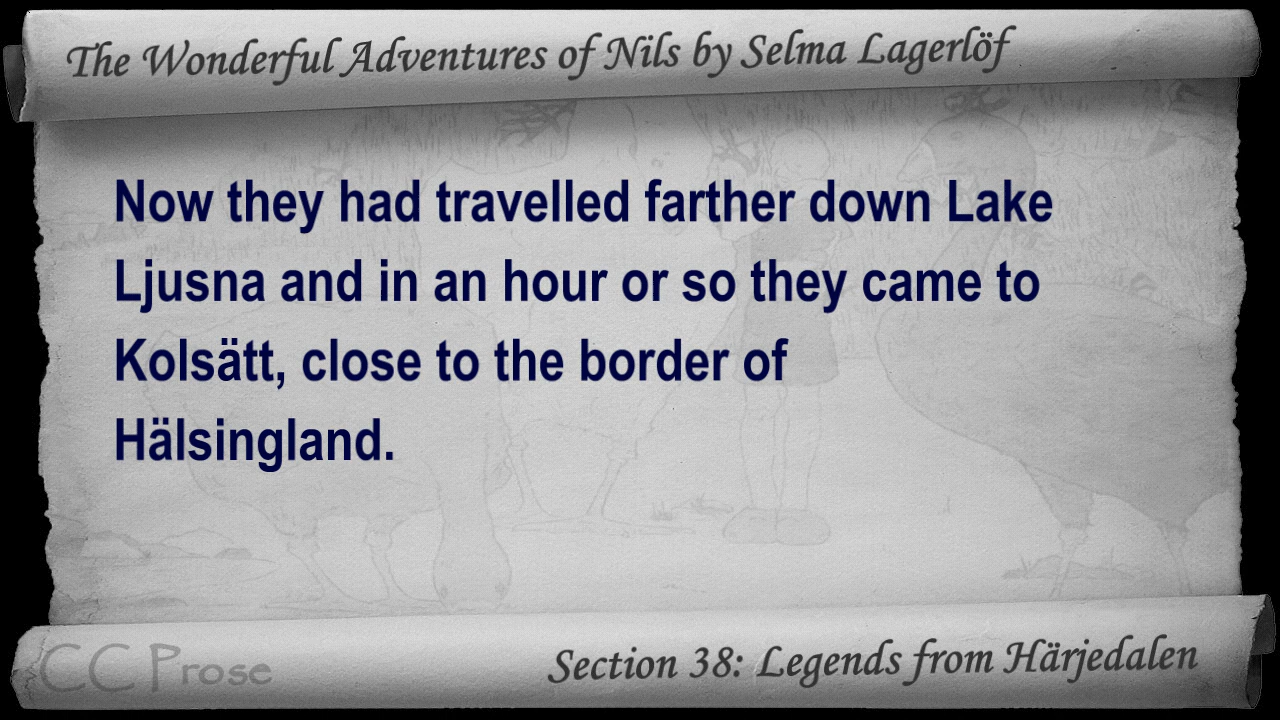 The Wonderful Adventures of Nils by Selma Lagerlöf
Now they had travelled farther down Lake
Ljusna and in an hour or so they came to
Kolsätt, close to the border of
Hälsingland.
CC Prose
Section 38: Legends from Härjedalen